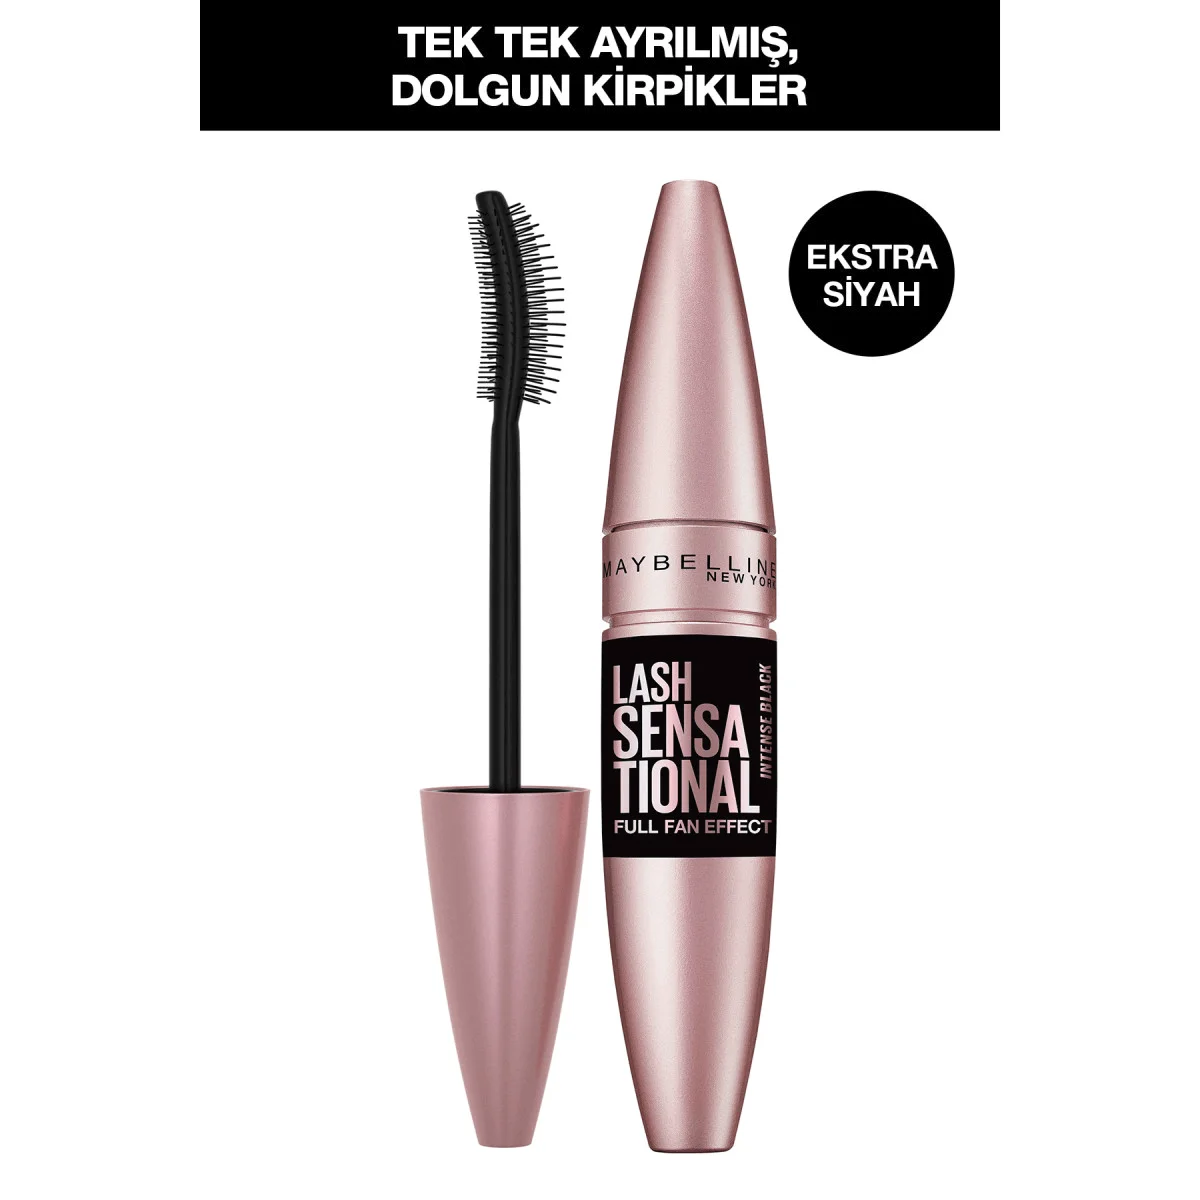 TEK TEK AYRILMIŞ,
DOLGUN KİRPİKLER
EKSTRA
SİYAH
MAYBELLINE
NEW YORK
LASH
SENSA
TIONAL
INTENSE BLACK
FULL FAN EFFECT